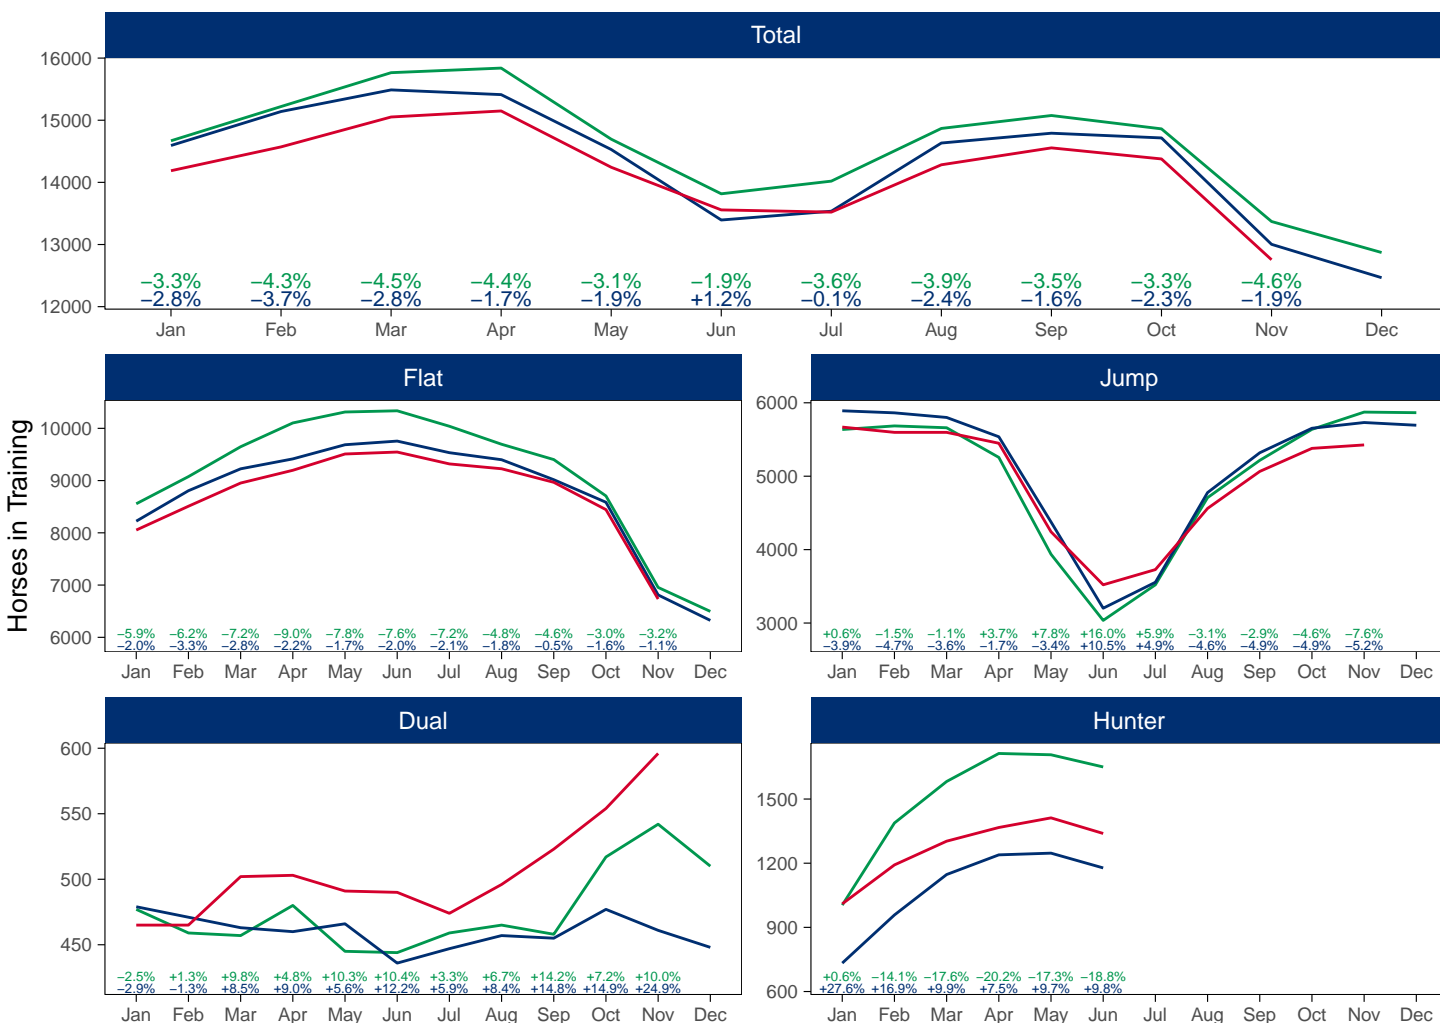 Total
16000
15000
14000
13000
12000
−3.3% −4.3% −4.5% −4.4% −3.1% −1.9% −3.6% −3.9% −3.5% −3.3% −4.6%
−2.8% −3.7% −2.8% −1.7% −1.9% +1.2% −0.1% −2.4% −1.6% −2.3% −1.9%
Jan Feb Mar Apr May Jun Jul Aug Sep Oct Nov Dec
Horses in Training
Flat
10000
9000
8000
7000
6000
−5.9% −6.2% −7.2% −9.0% −7.8% −7.6% −7.2% −4.8% −4.6% −3.0% −3.2%
−2.0% −3.3% −2.8% −2.2% −1.7% −2.0% −2.1% −1.8% −0.5% −1.6% −1.1%
Jan Feb Mar Apr May Jun Jul Aug Sep Oct Nov Dec
Jump
6000
5000
4000
3000
+0.6% −1.5% −1.1% +3.7% +7.8% +16.0% +5.9% −3.1% −2.9% −4.6% −7.6%
−3.9% −4.7% −3.6% −1.7% −3.4% +10.5% +4.9% −4.6% −4.9% −4.9% −5.2%
Jan Feb Mar Apr May Jun Jul Aug Sep Oct Nov Dec
Dual
600
550
500
450
−2.5% +1.3% +9.8% +4.8% +10.3% +10.4% +3.3% +6.7% +14.2% +7.2% +10.0%
−2.9% −1.3% +8.5% +9.0% +5.6% +12.2% +5.9% +8.4% +14.8% +14.9% +24.9%
Jan Feb Mar Apr May Jun Jul Aug Sep Oct Nov Dec
Hunter
1500
1200
900
600
+0.6% −14.1% −17.6% −20.2% −17.3% −18.8%
+27.6% +16.9% +9.9% +7.5% +9.7% +9.8%
Jan Feb Mar Apr May Jun Jul Aug Sep Oct Nov Dec